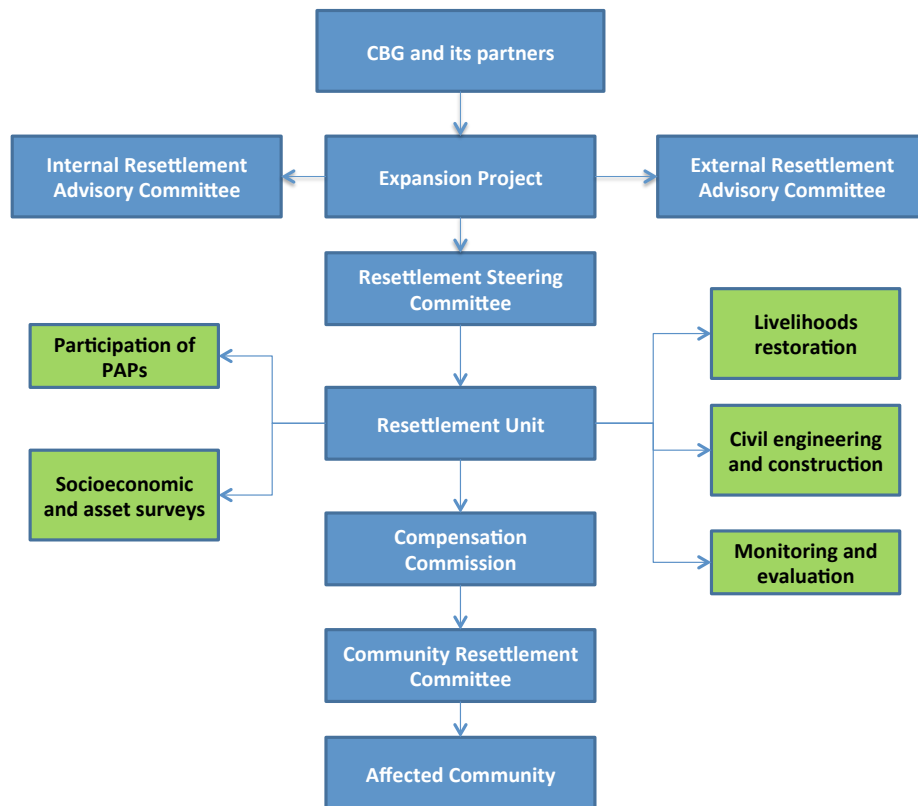 CBG and its partners
Internal Resettlement
Advisory Committee
Expansion Project
External Resettlement
Advisory Committee
Resettlement Steering
Committee
Participation of
PAPs
Livelihoods
restoration
Resettlement Unit
Socioeconomic
and asset surveys
Civil engineering
and construction
Compensation
Commission
Monitoring and
evaluation
Community Resettlement
Committee
Affected Community